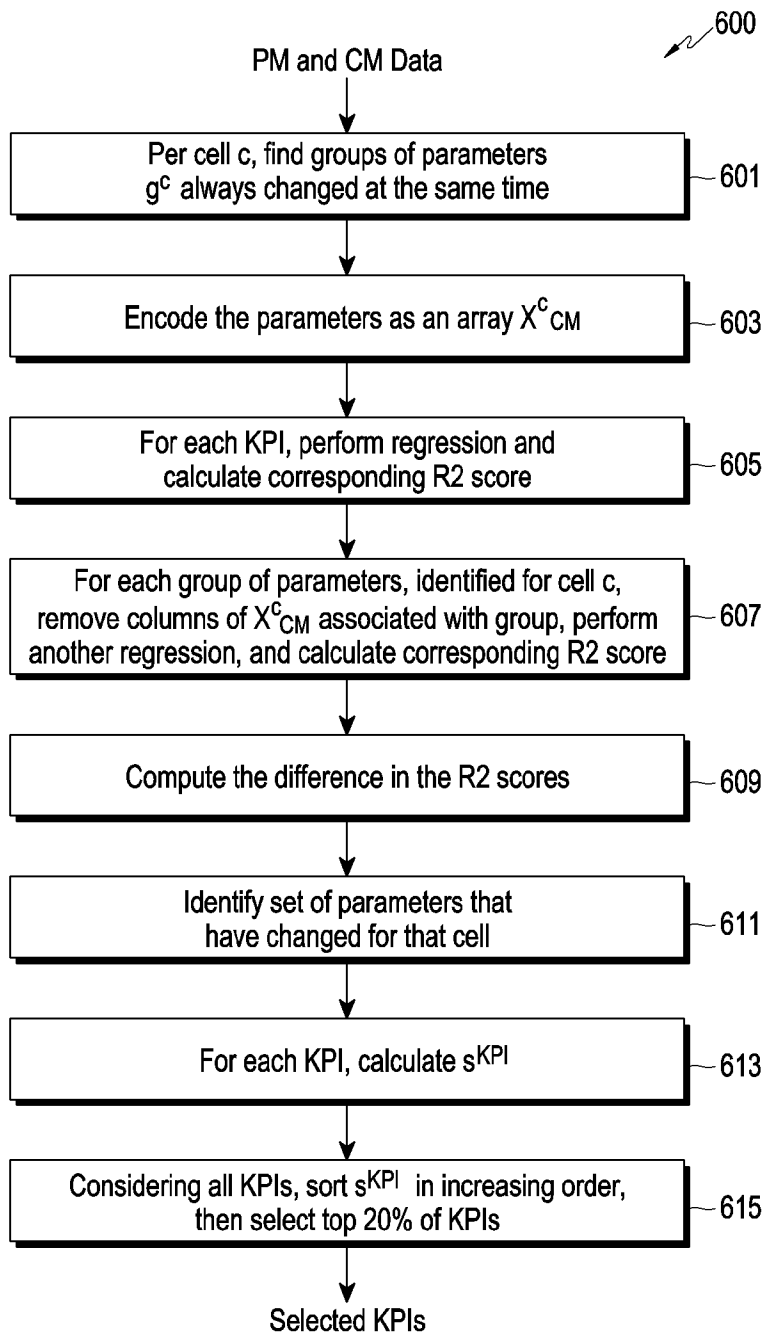 600
PM and CM Data
Per cell c, find groups of parameters
gᶜ always changed at the same time
601
Encode the parameters as an array Xᶜ_CM
603
For each KPI, perform regression and
calculate corresponding R2 score
605
For each group of parameters, identified for cell c,
remove columns of Xᶜ_CM associated with group, perform
another regression, and calculate corresponding R2 score
607
Compute the difference in the R2 scores
609
Identify set of parameters that
have changed for that cell
611
For each KPI, calculate s^KPI
613
Considering all KPIs, sort s^KPI in increasing order,
then select top 20% of KPIs
615
Selected KPIs